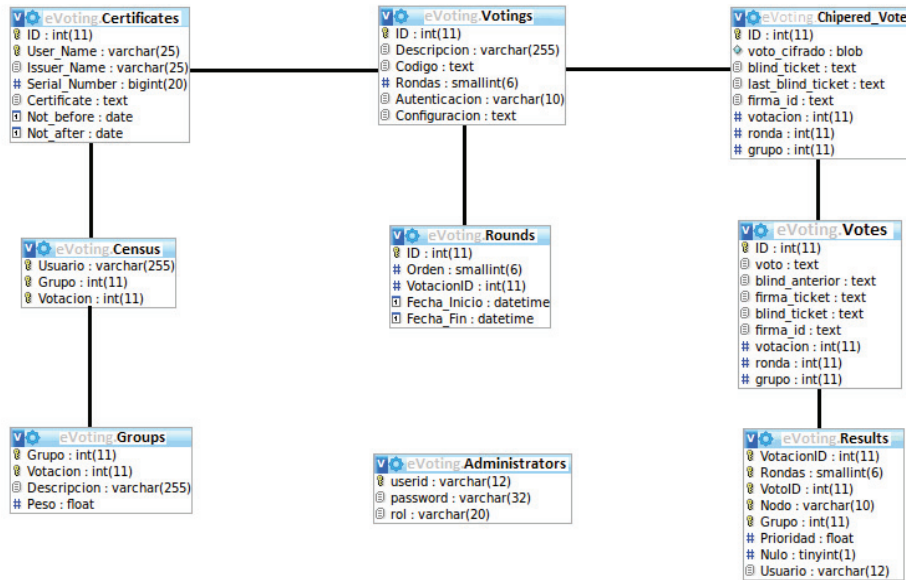 eVoting.Certificates
ID : int(11)
User_Name : varchar(25)
Issuer_Name : varchar(25)
# Serial_Number : bigint(20)
Certificate : text
Not_before : date
Not_after : date
eVoting.Votings
ID : int(11)
Descripcion : varchar(255)
Codigo : text
# Rondas : smallint(6)
Autenticacion : varchar(10)
Configuracion : text
eVoting.Chipered_Vote
ID : int(11)
voto_cifrado : blob
blind_ticket : text
last_blind_ticket : text
firma_id : text
# votacion : int(11)
# ronda : int(11)
# grupo : int(11)
eVoting.Census
Usuario : varchar(255)
Grupo : int(11)
Votacion : int(11)
eVoting.Rounds
ID : int(11)
# Orden : smallint(6)
# VotacionID : int(11)
Fecha_Inicio : datetime
Fecha_Fin : datetime
eVoting.Votes
ID : int(11)
voto : text
blind_anterior : text
firma_ticket : text
blind_ticket : text
firma_id : text
# votacion : int(11)
# ronda : int(11)
# grupo : int(11)
eVoting.Groups
Grupo : int(11)
Votacion : int(11)
Descripcion : varchar(255)
# Peso : float
eVoting.Administrators
userid : varchar(12)
password : varchar(32)
rol : varchar(20)
eVoting.Results
VotacionID : int(11)
Rondas : smallint(6)
VotoID : int(11)
Nodo : varchar(10)
Grupo : int(11)
# Prioridad : float
# Nulo : tinyint(1)
Usuario : varchar(12)